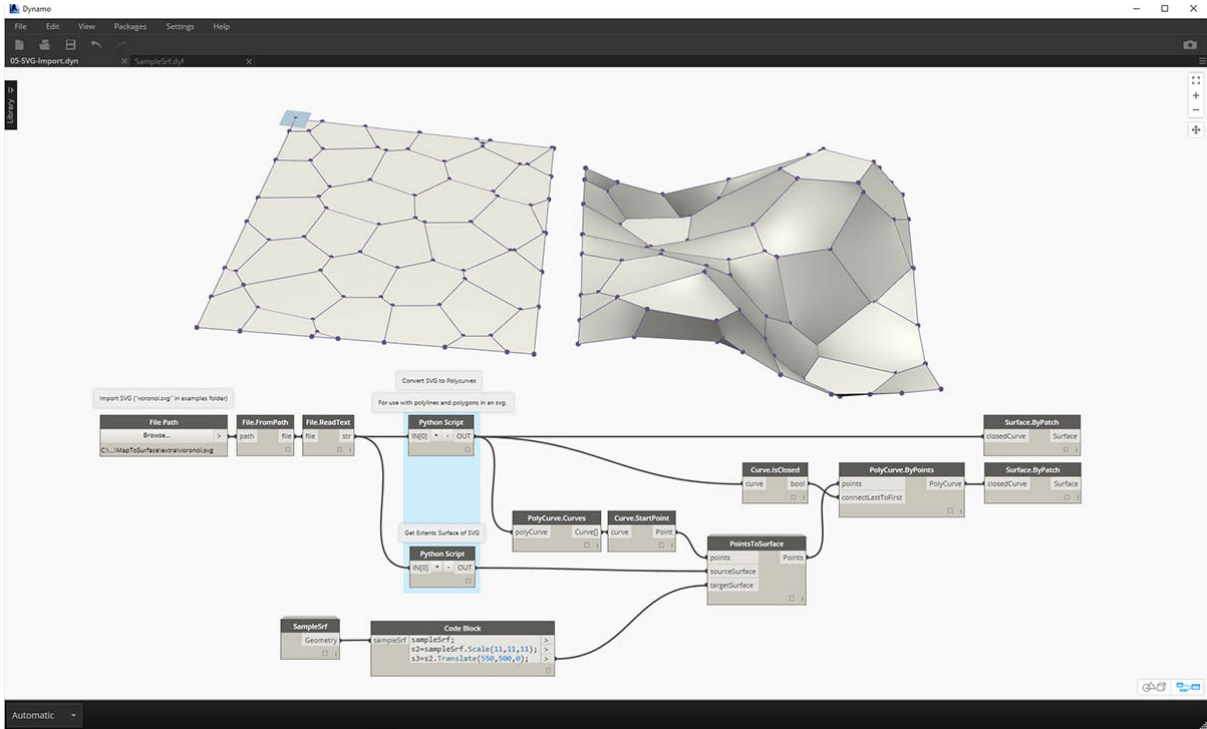 Dynamo
File Edit View Packages Settings Help
05-SVG-Import.dyn
SampleSrf.dyf
Library
Convert SVG to Polycurves
Import SVG ("voronoi.svg" in examples folder)
For use with polylines and polygons in an svg.
File Path
Browse...
>
C:\...\MapToSurface\extra\voronoi.svg
File.FromPath
path file
File.ReadText
file str
Python Script
IN[0] + - OUT
Surface.ByPatch
closedCurve Surface
Curve.IsClosed
curve bool
PolyCurve.ByPoints
points PolyCurve
connectLastToFirst
Surface.ByPatch
closedCurve Surface
PolyCurve.Curves
polyCurve Curve[]
Curve.StartPoint
curve Point
Get Extents Surface of SVG
Python Script
IN[0] + - OUT
PointsToSurface
points Points
sourceSurface
targetSurface
SampleSrf
Geometry
Code Block
sampleSrf sampleSrf; >
s2=sampleSrf.Scale(11,11,11); >
s3=s2.Translate(550,500,0); >
Automatic